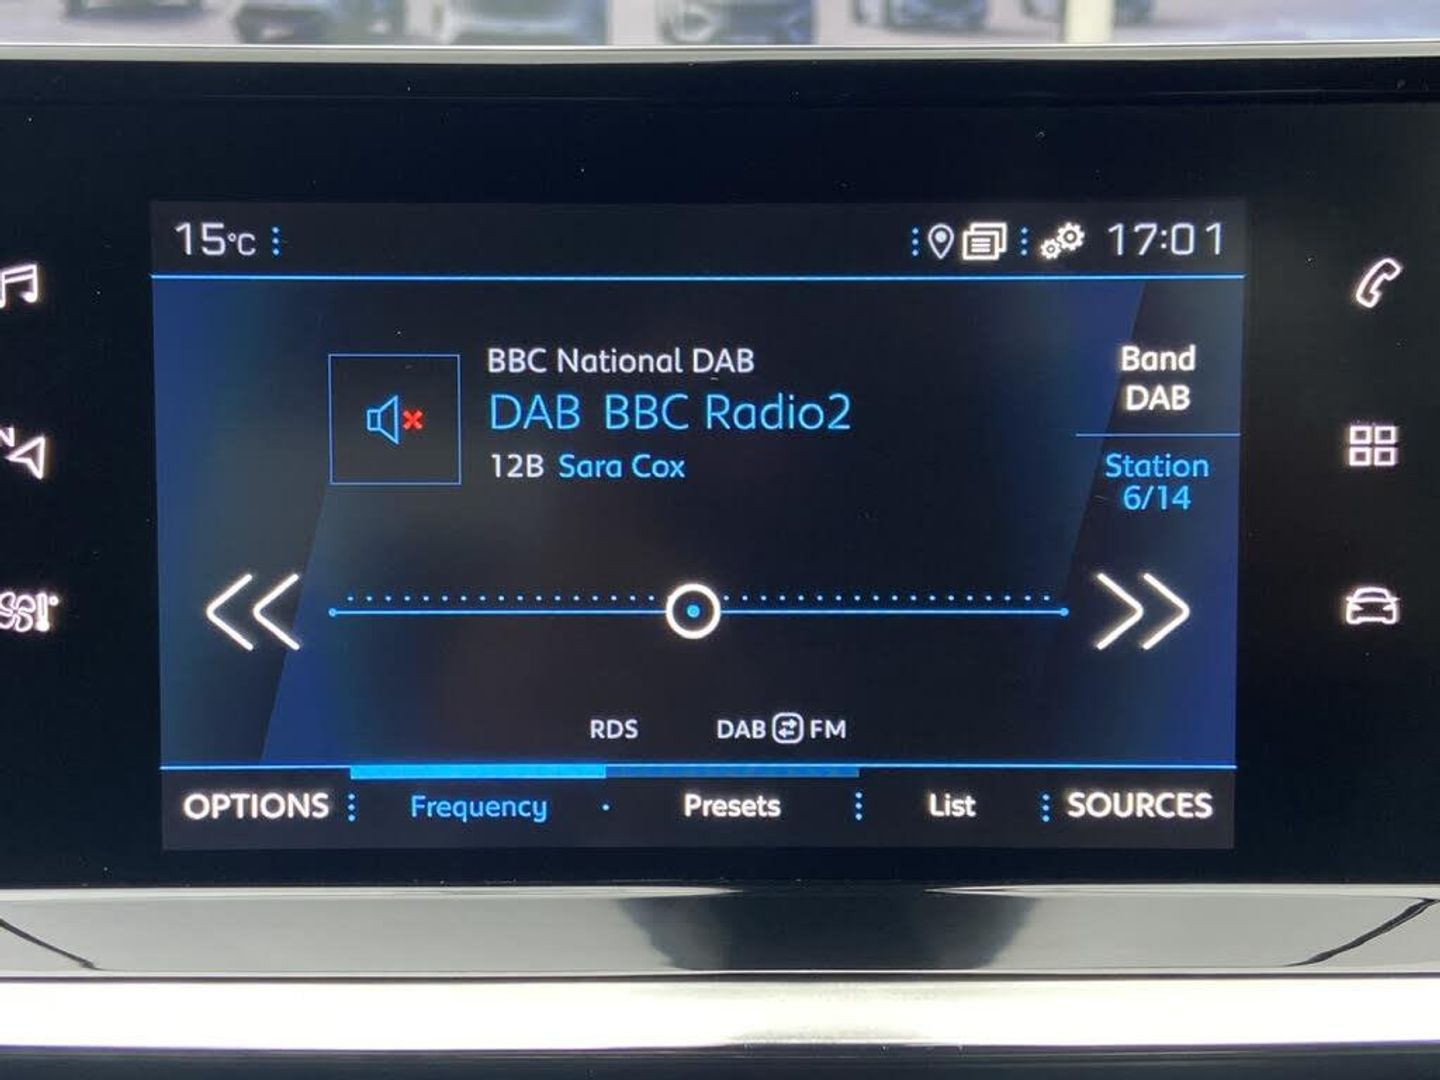 15°C 17:01
BBC National DAB
DAB BBC Radio2
12B Sara Cox
Band
DAB
Station
6/14
N
RDS DAB FM
OPTIONS Frequency Presets List SOURCES